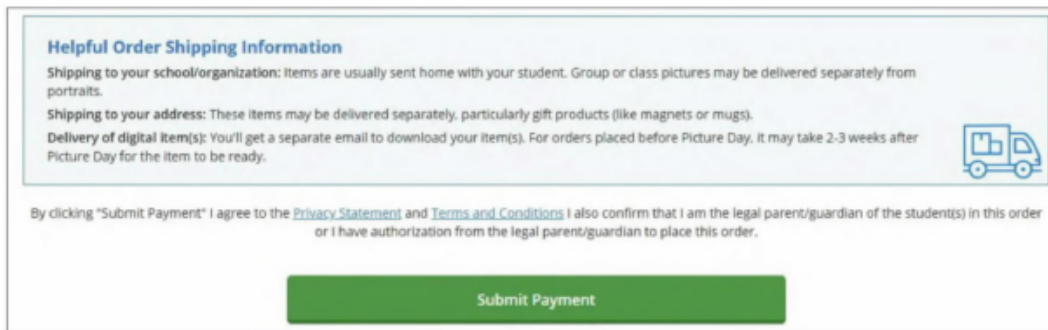 Helpful Order Shipping Information
Shipping to your school/organization: Items are usually sent home with your student. Group or class pictures may be delivered separately from
portraits.
Shipping to your address: These items may be delivered separately, particularly gift products (like magnets or mugs).
Delivery of digital item(s): You'll get a separate email to download your item(s). For orders placed before Picture Day, it may take 2-3 weeks after
Picture Day for the item to be ready.
By clicking "Submit Payment" I agree to the Privacy Statement and Terms and Conditions I also confirm that I am the legal parent/guardian of the student(s) in this order
or I have authorization from the legal parent/guardian to place this order.
Submit Payment